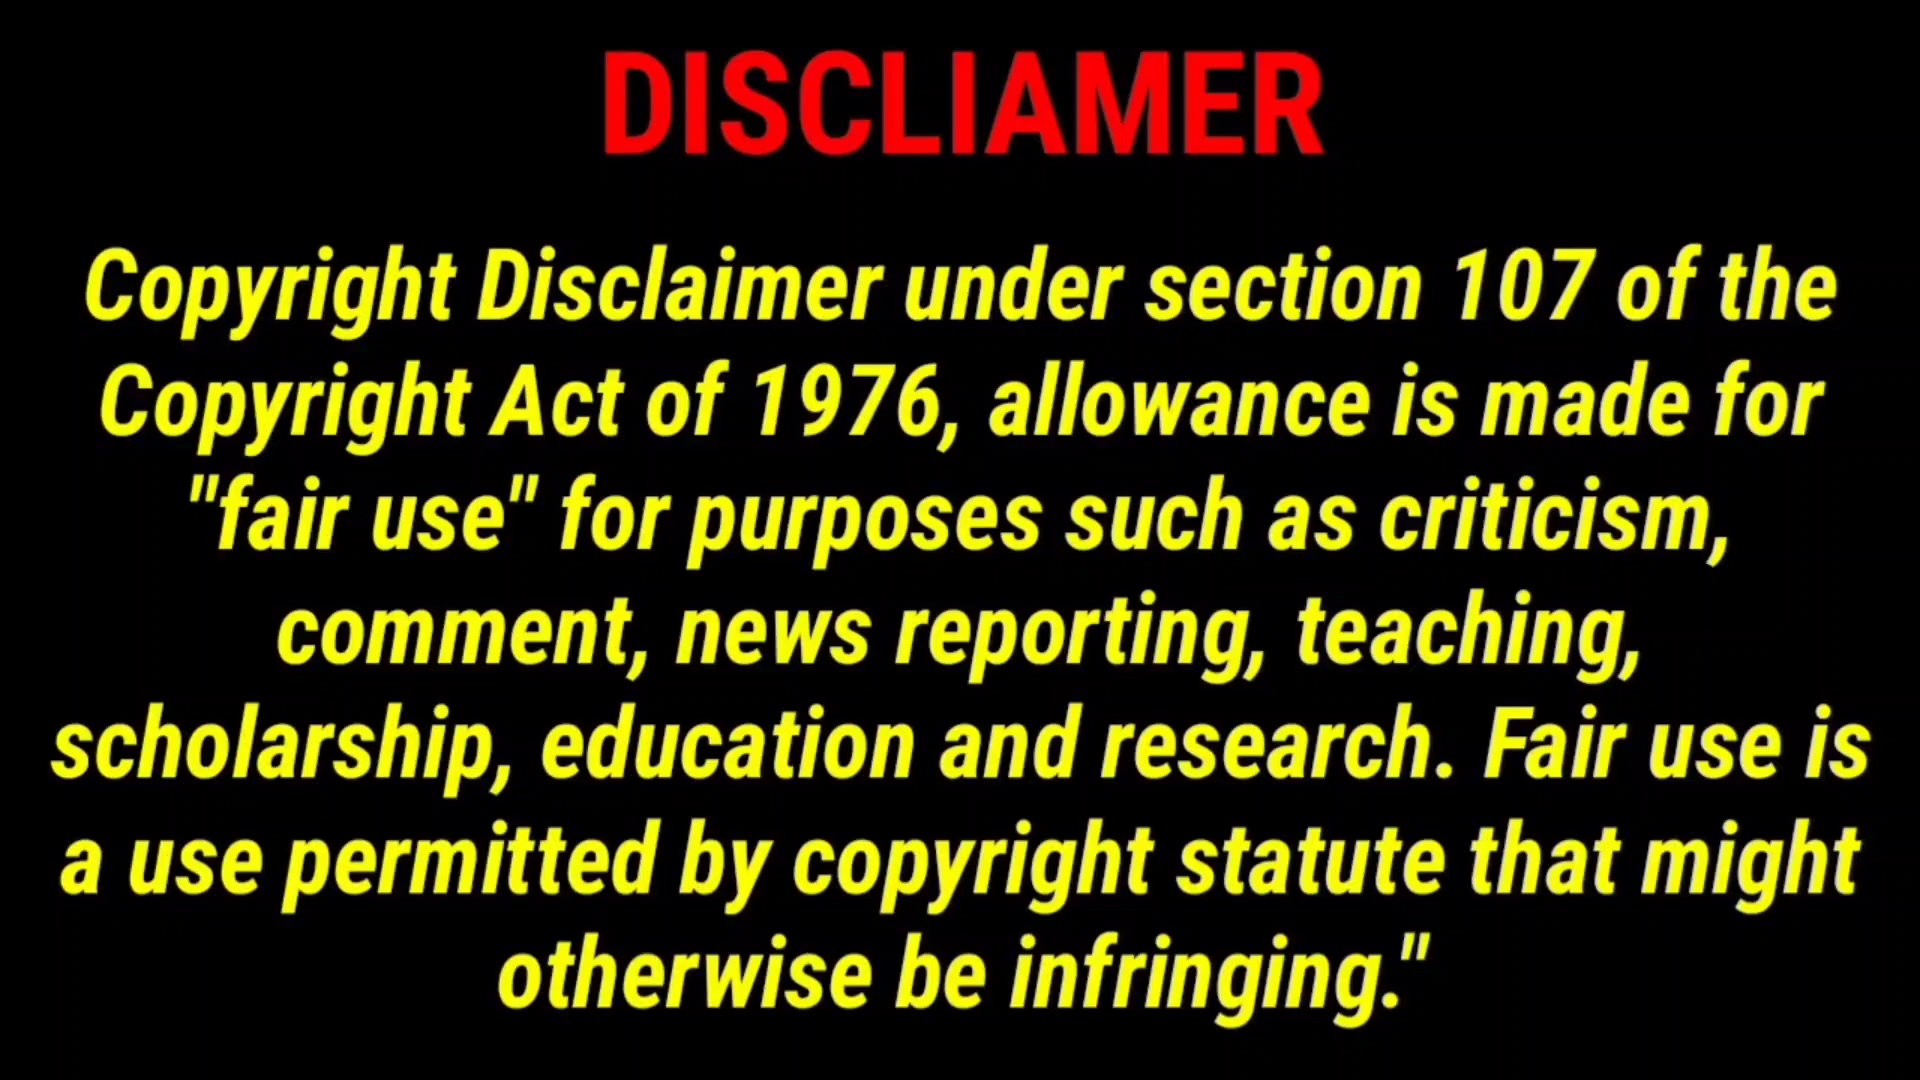 DISCLIAMER
Copyright Disclaimer under section 107 of the
Copyright Act of 1976, allowance is made for
"fair use" for purposes such as criticism,
comment, news reporting, teaching,
scholarship, education and research. Fair use is
a use permitted by copyright statute that might
otherwise be infringing."